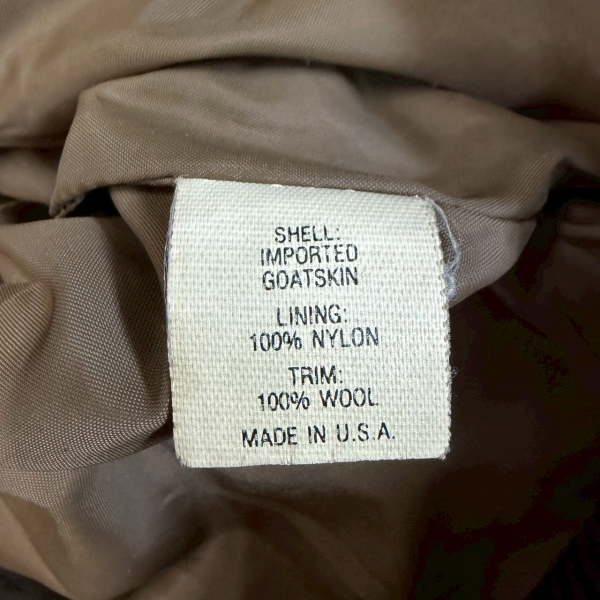 SHELL:
IMPORTED
GOATSKIN
LINING:
100% NYLON
TRIM:
100% WOOL
MADE IN U.S.A.